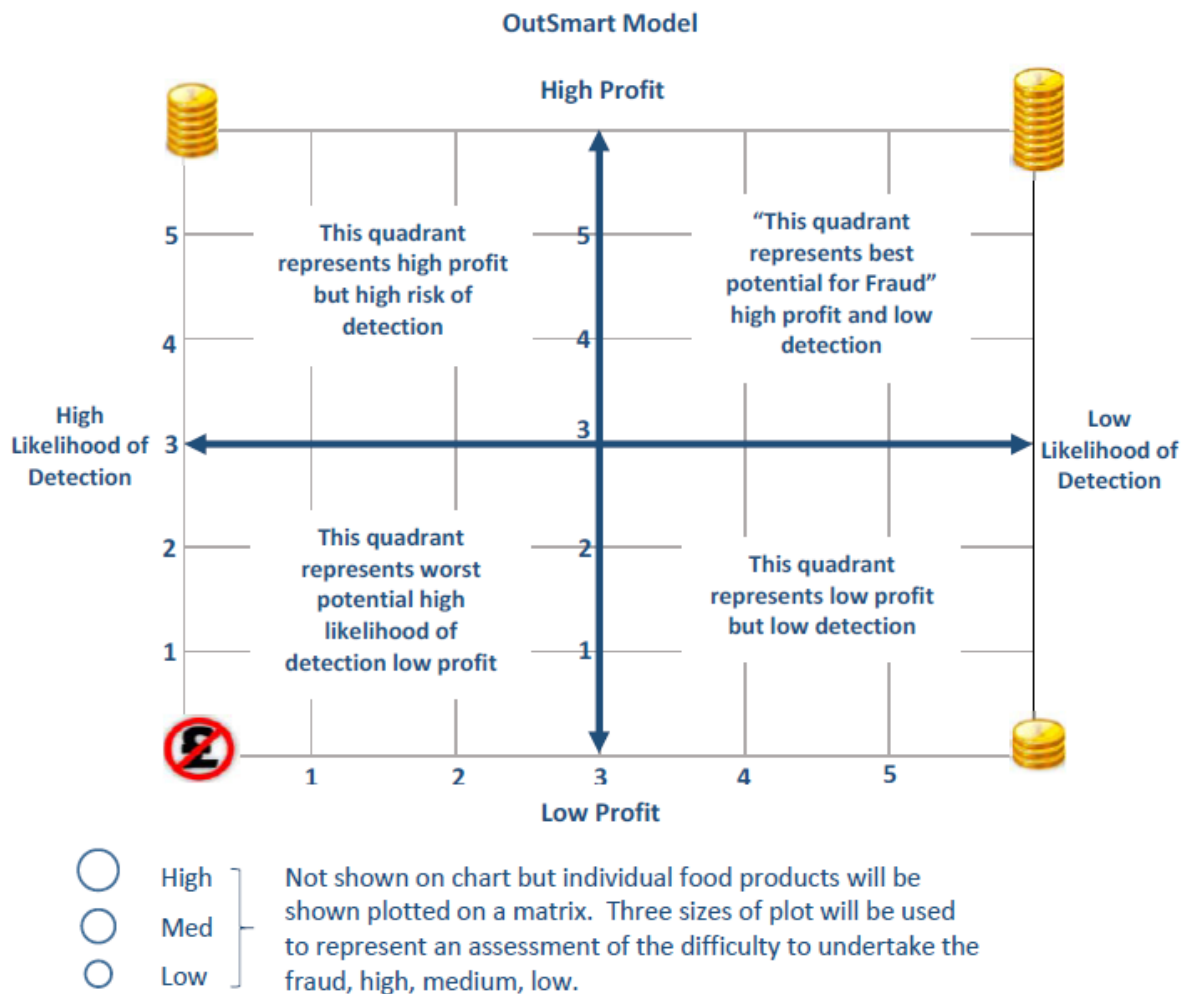 OutSmart Model
High Profit
This quadrant
represents high profit
but high risk of
detection
“This quadrant
represents best
potential for Fraud”
high profit and low
detection
5
5
4
4
High
Likelihood of
Detection
3
3
Low
Likelihood of
Detection
This quadrant
represents worst
potential high
likelihood of
detection low profit
This quadrant
represents low profit
but low detection
2
2
1
1
£
1 2 3 4 5
Low Profit
High
Med
Low
Not shown on chart but individual food products will be
shown plotted on a matrix. Three sizes of plot will be used
to represent an assessment of the difficulty to undertake the
fraud, high, medium, low.